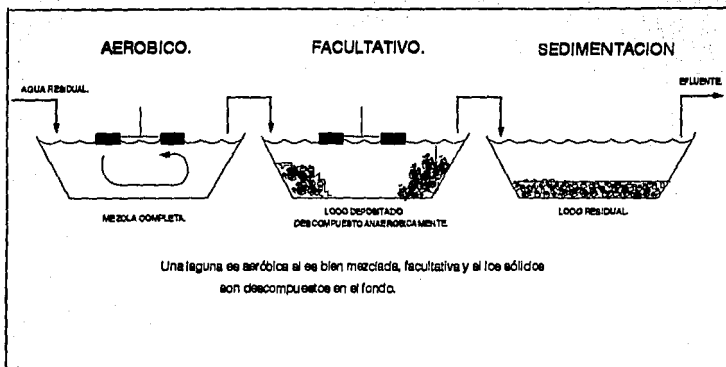 AEROBICO. FACULTATIVO. SEDIMENTACION
AGUA RESIDUAL.
EFLUENTE.
MEZCLA COMPLETA.
LODO DEPOSITADO
DESCOMPUESTO ANAEROBICAMENTE.
LODO RESIDUAL.
Una laguna es aeróbica si es bien mezclada, facultativa y si los sólidos
son descompuestos en el fondo.